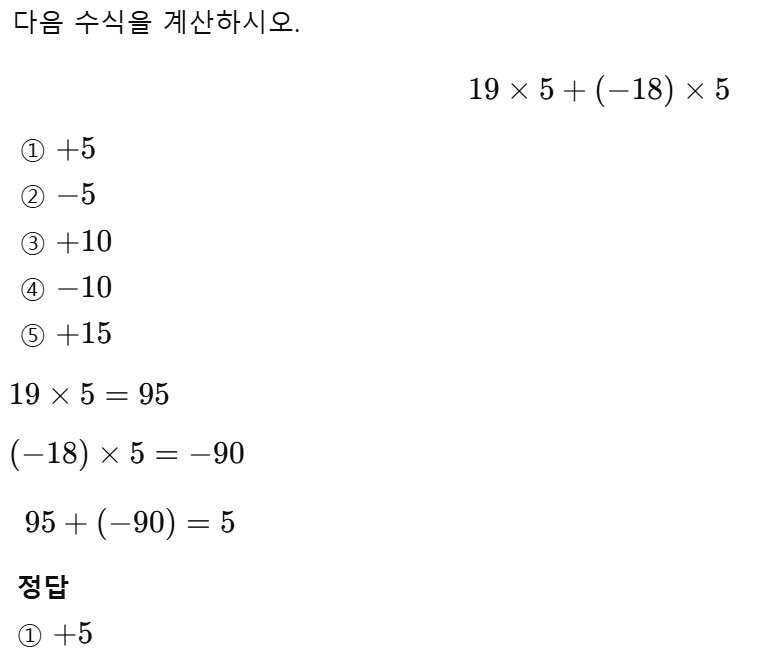 다음 수식을 계산하시오.
19 × 5 + (−18) × 5
① +5
② −5
③ +10
④ −10
⑤ +15
19 × 5 = 95
(−18) × 5 = −90
95 + (−90) = 5
정답
① +5